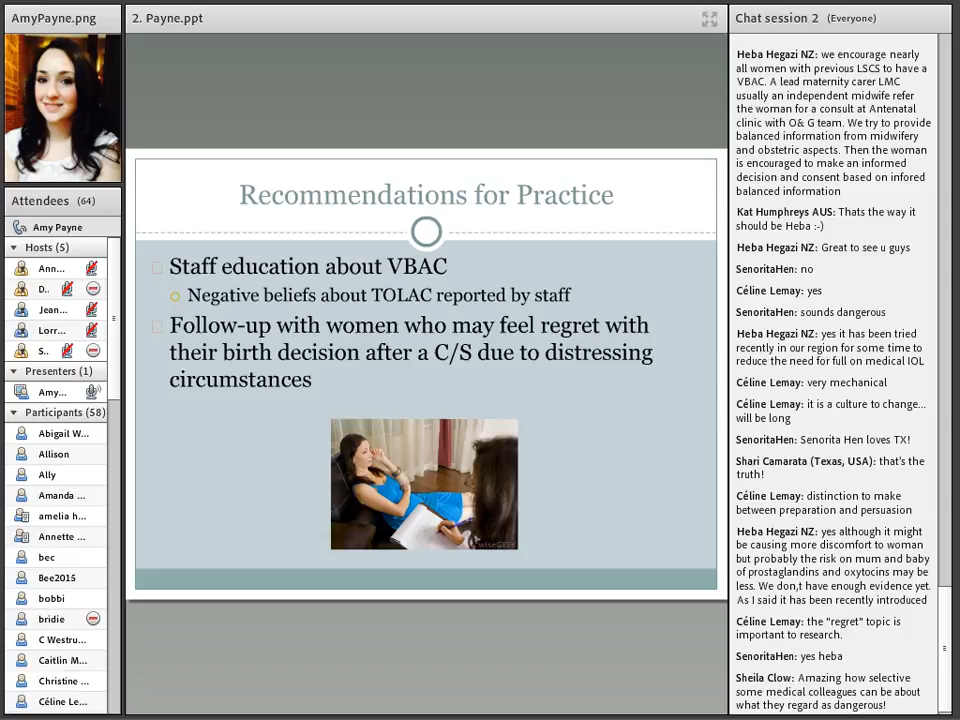 AmyPayne.png
2. Payne.ppt
Chat session 2 (Everyone)
Attendees (64)
Amy Payne
Hosts (5)
Ann...
D..
Jean...
Lorr...
S..
Presenters (1)
Amy...
Participants (58)
Abigail W...
Allison
Ally
Amanda ...
amelia h...
Annette ...
bec
Bee2015
bobbi
bridie
C Westru...
Caitlin M...
Christine ...
Céline Le...
Recommendations for Practice
Staff education about VBAC
Negative beliefs about TOLAC reported by staff
Follow-up with women who may feel regret with
their birth decision after a C/S due to distressing
circumstances
wiseGEEK
Heba Hegazi NZ: we encourage nearly
all women with previous LSCS to have a
VBAC. A lead maternity carer LMC
usually an independent midwife refer
the woman for a consult at Antenatal
clinic with O& G team. We try to provide
balanced information from midwifery
and obstetric aspects. Then the woman
is encouraged to make an informed
decision and consent based on infored
balanced information
Kat Humphreys AUS: Thats the way it
should be Heba :-)
Heba Hegazi NZ: Great to see u guys
SenoritaHen: no
Céline Lemay: yes
SenoritaHen: sounds dangerous
Heba Hegazi NZ: yes it has been tried
recently in our region for some time to
reduce the need for full on medical IOL
Céline Lemay: very mechanical
Céline Lemay: it is a culture to change...
will be long
SenoritaHen: Senorita Hen loves TX!
Shari Camarata (Texas, USA): that's the
truth!
Céline Lemay: distinction to make
between preparation and persuasion
Heba Hegazi NZ: yes although it might
be causing more discomfort to woman
but probably the risk on mum and baby
of prostaglandins and oxytocins may be
less. We don,t have enough evidence yet.
As I said it has been recently introduced
Céline Lemay: the "regret" topic is
important to research.
SenoritaHen: yes heba
Sheila Clow: Amazing how selective
some medical colleagues can be about
what they regard as dangerous!